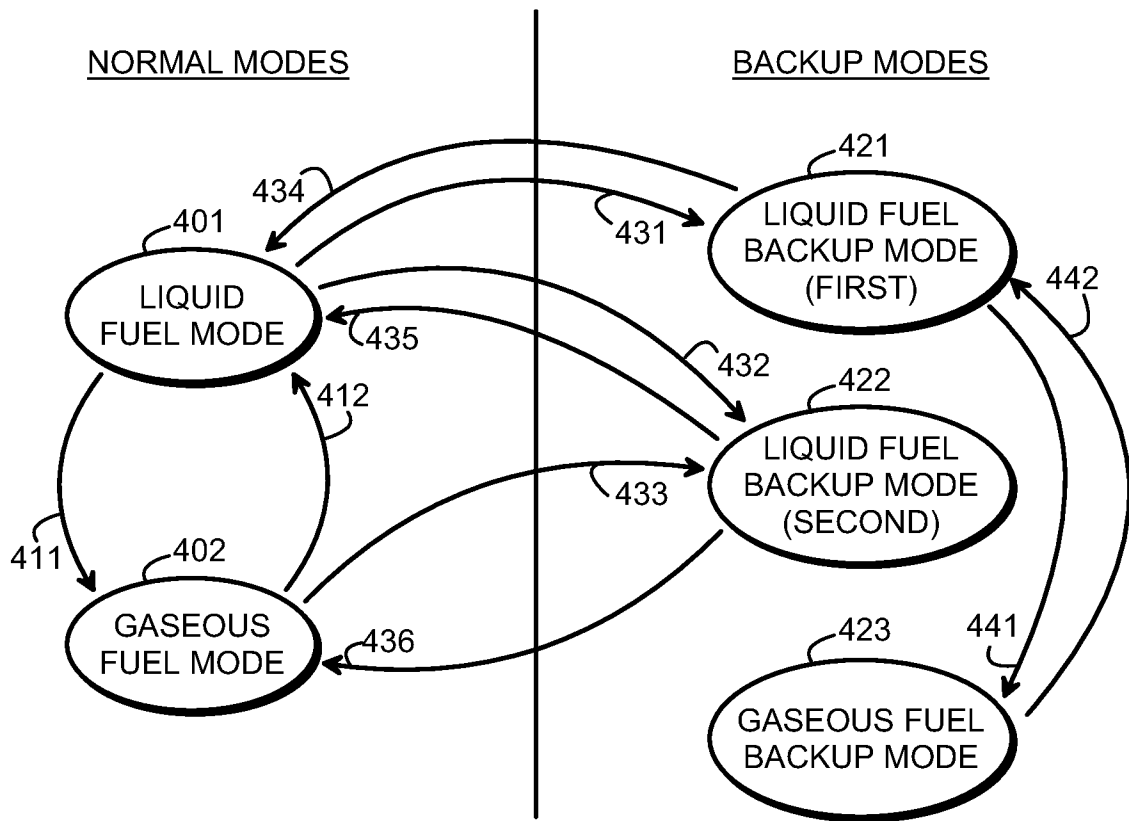 NORMAL MODES
BACKUP MODES
434
431
421
LIQUID FUEL
BACKUP MODE
(FIRST)
401
LIQUID
FUEL MODE
435
432
442
412
422
LIQUID FUEL
BACKUP MODE
(SECOND)
433
411
402
GASEOUS
FUEL MODE
436
441
423
GASEOUS FUEL
BACKUP MODE